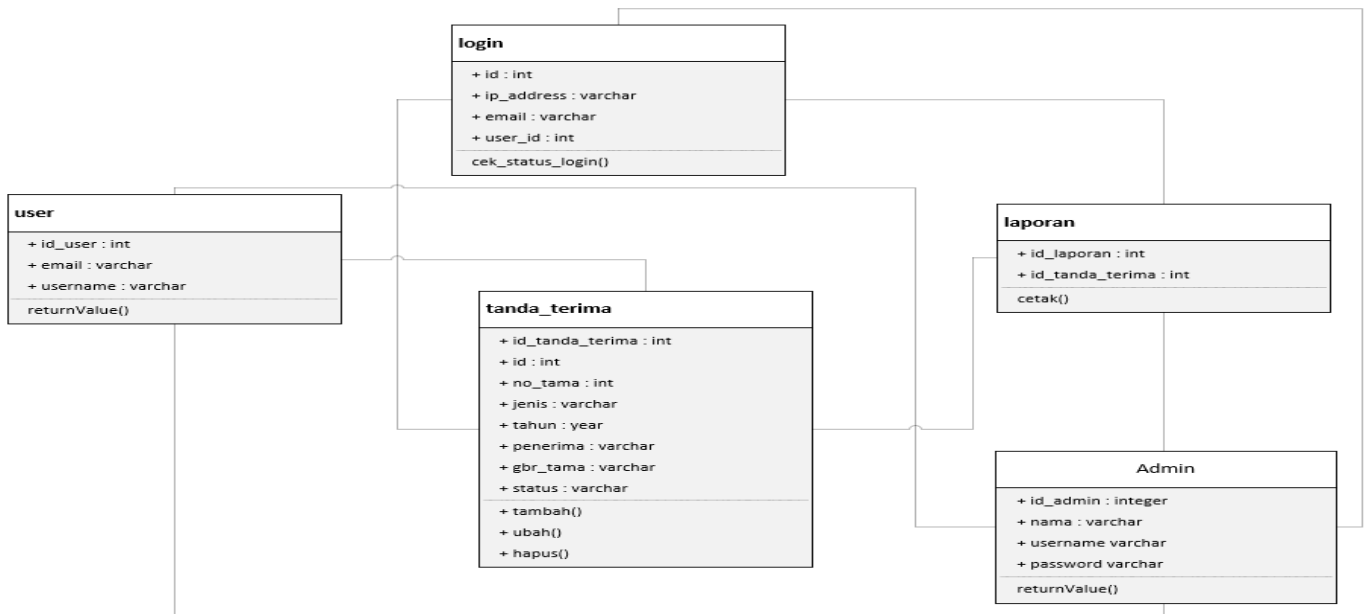 login
+ id : int
+ ip_address : varchar
+ email : varchar
+ user_id : int
cek_status_login()
user
+ id_user : int
+ email : varchar
+ username : varchar
returnValue()
laporan
+ id_laporan : int
+ id_tanda_terima : int
cetak()
tanda_terima
+ id_tanda_terima : int
+ id : int
+ no_tama : int
+ jenis : varchar
+ tahun : year
+ penerima : varchar
+ gbr_tama : varchar
+ status : varchar
+ tambah()
+ ubah()
+ hapus()
Admin
+ id_admin : integer
+ nama : varchar
+ username varchar
+ password varchar
returnValue()